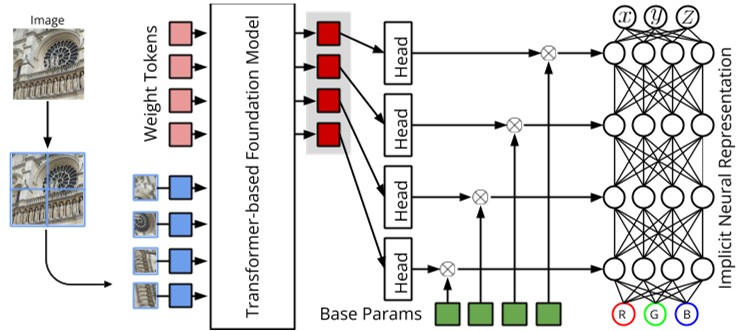 Image
Weight Tokens
Transformer-based Foundation Model
Head
Head
Head
Head
Base Params
x y z
Implicit Neural Representation
R G B